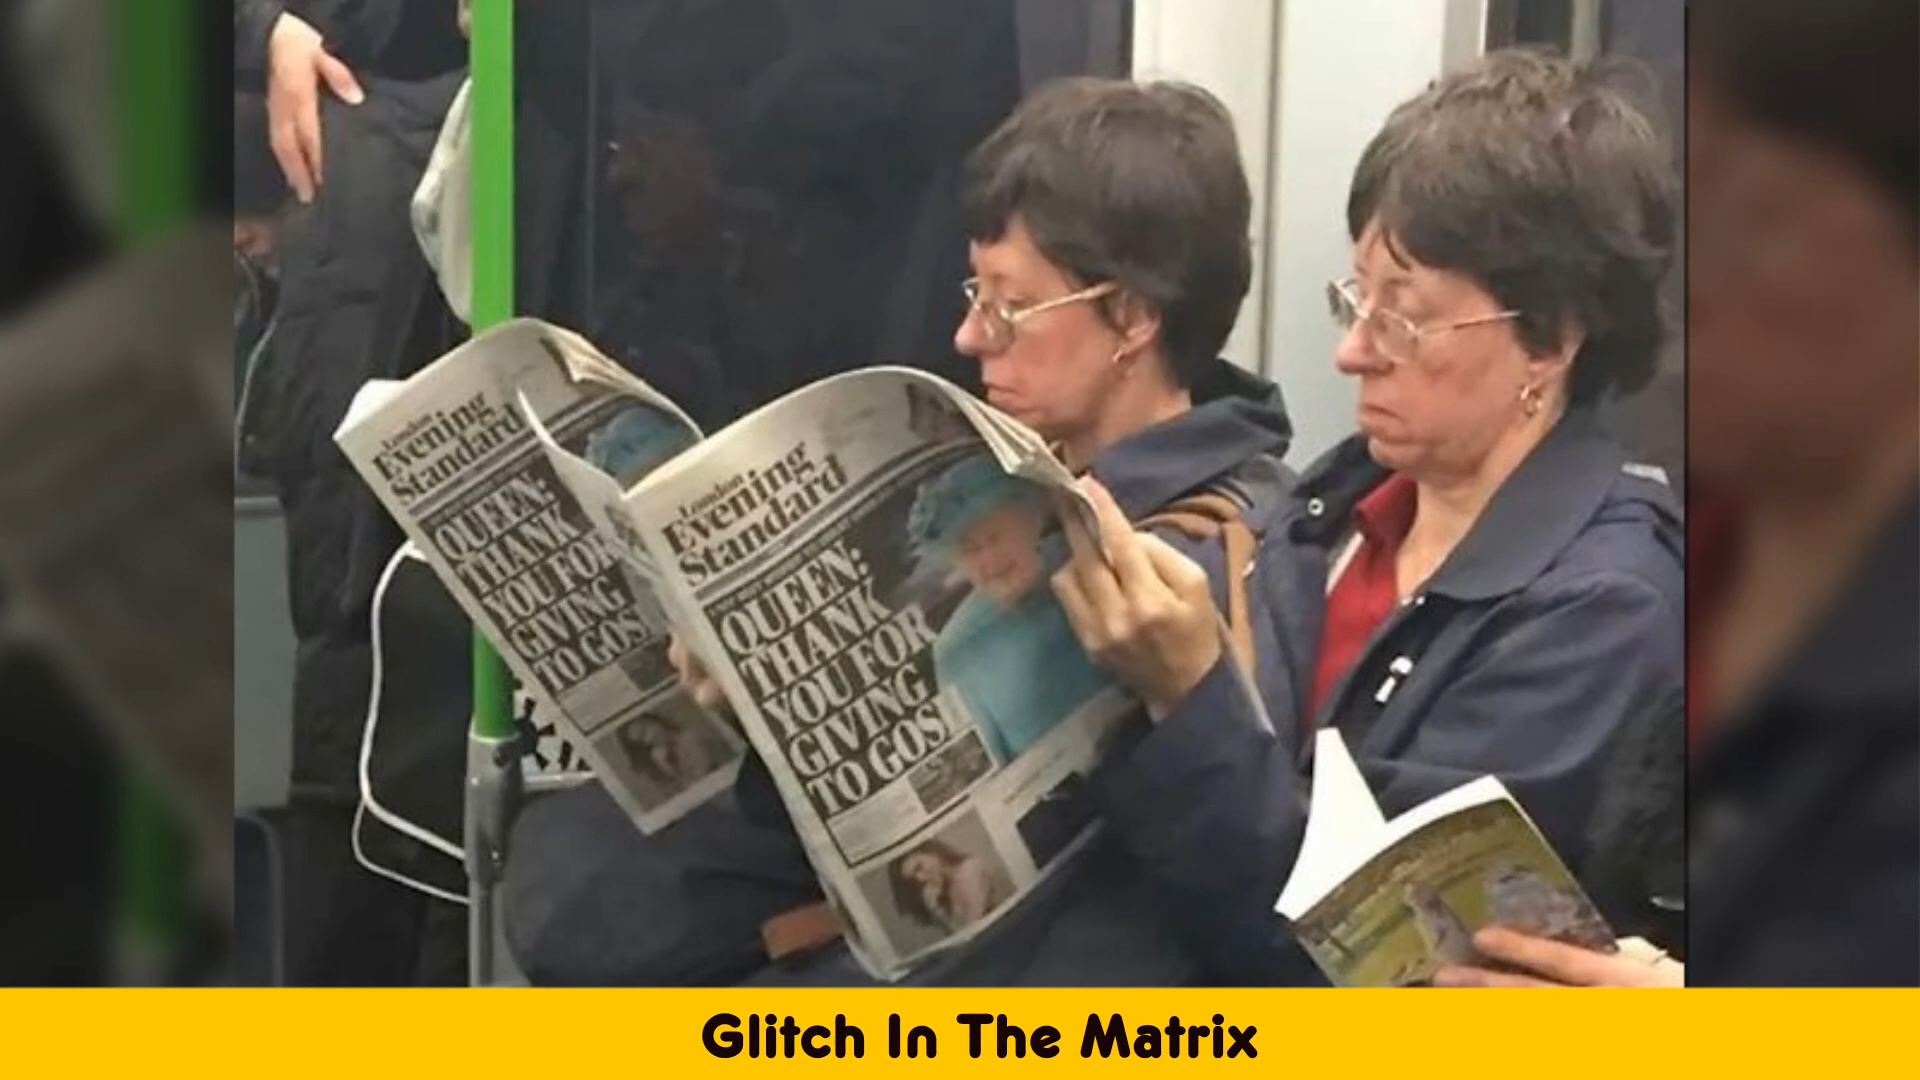 London
Evening
Standard
QUEEN:
THANK
YOU FOR
GIVING
TO GOS
London
Evening
Standard
QUEEN:
THANK
YOU FOR
GIVING
TO GOS
Glitch In The Matrix